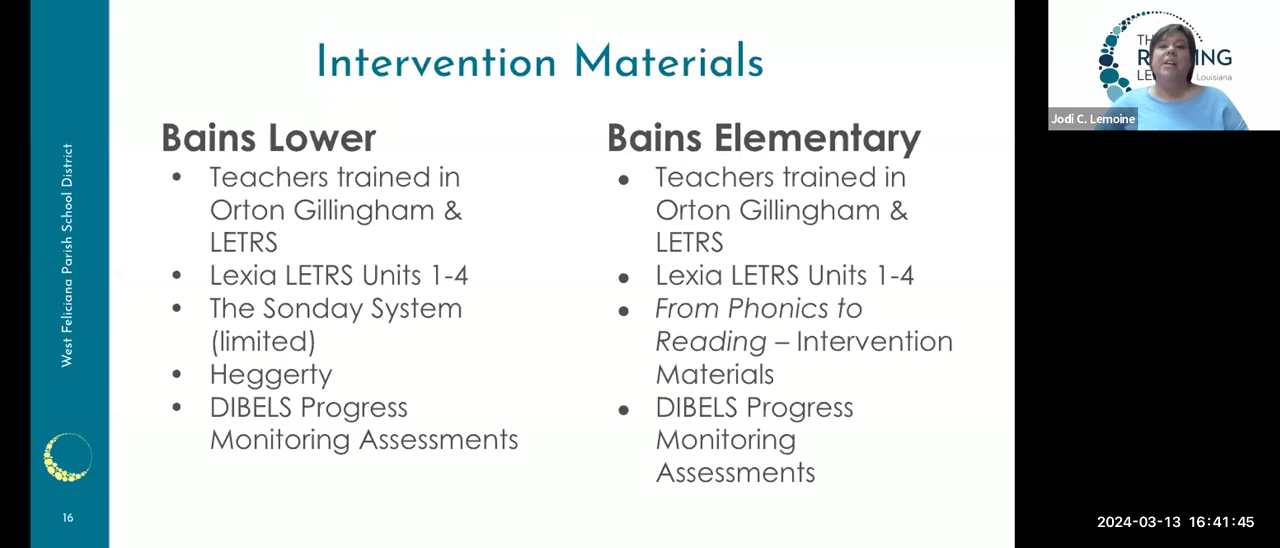 Intervention Materials
Bains Lower
• Teachers trained in
Orton Gillingham &
LETRS
• Lexia LETRS Units 1-4
• The Sonday System
(limited)
• Heggerty
• DIBELS Progress
Monitoring Assessments
Bains Elementary
• Teachers trained in
Orton Gillingham &
LETRS
• Lexia LETRS Units 1-4
• From Phonics to
Reading – Intervention
Materials
• DIBELS Progress
Monitoring
Assessments
West Feliciana Parish School District
16
Louisiana
Jodi C. Lemoine
2024-03-13 16:41:45